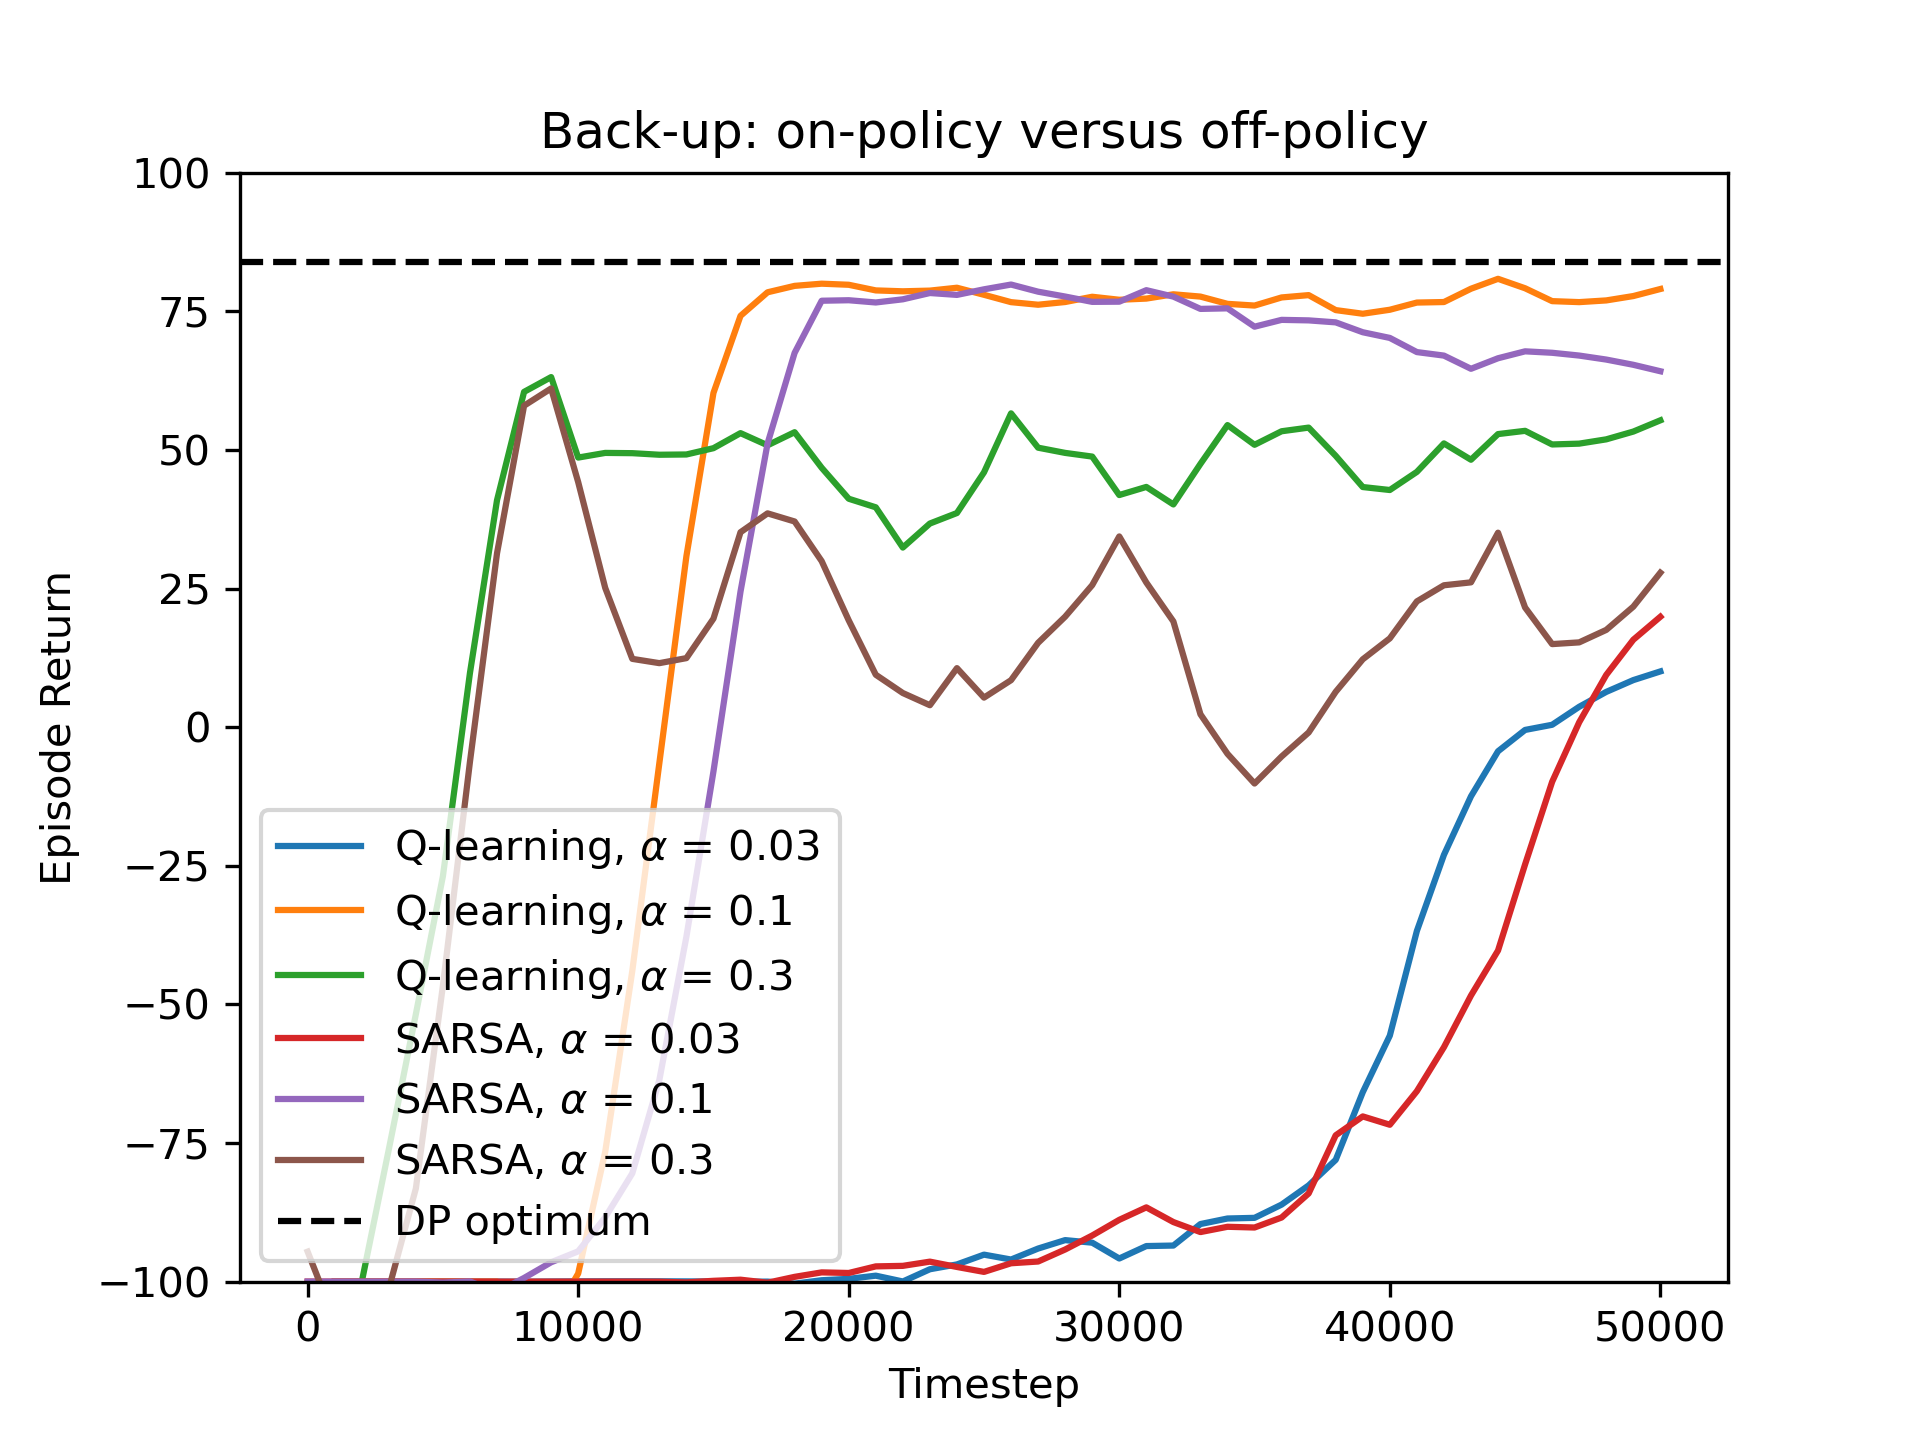 Back-up: on-policy versus off-policy
100
75
50
25
0
−25
−50
−75
−100
Episode Return
Q-learning, α = 0.03
Q-learning, α = 0.1
Q-learning, α = 0.3
SARSA, α = 0.03
SARSA, α = 0.1
SARSA, α = 0.3
DP optimum
0 10000 20000 30000 40000 50000
Timestep